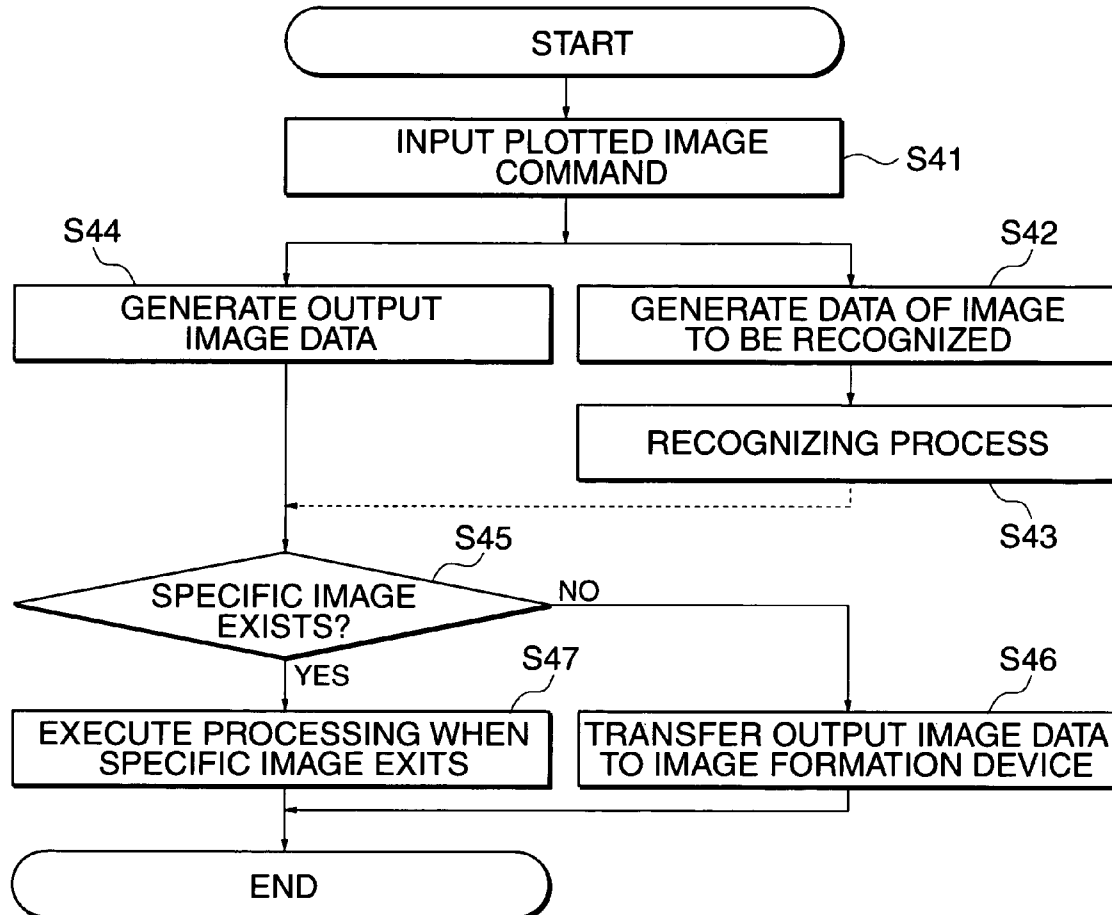 START
INPUT PLOTTED IMAGE
COMMAND
S41
S44
S42
GENERATE OUTPUT
IMAGE DATA
GENERATE DATA OF IMAGE
TO BE RECOGNIZED
RECOGNIZING PROCESS
S43
S45
SPECIFIC IMAGE
EXISTS?
NO
YES
S47
S46
EXECUTE PROCESSING WHEN
SPECIFIC IMAGE EXITS
TRANSFER OUTPUT IMAGE DATA
TO IMAGE FORMATION DEVICE
END